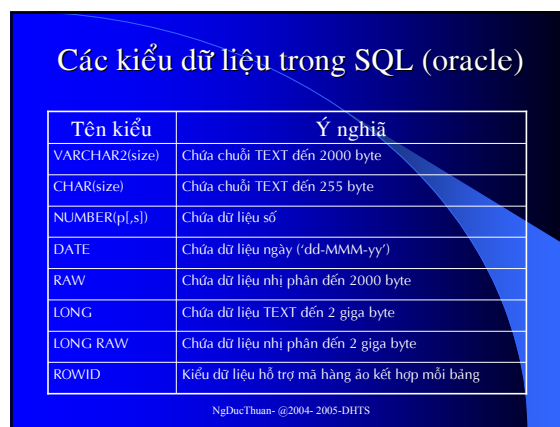 Các kiểu dữ liệu trong SQL (oracle)
Tên kiểu Ý nghiã
VARCHAR2(size) Chứa chuỗi TEXT đến 2000 byte
CHAR(size) Chứa chuỗi TEXT đến 255 byte
NUMBER(p[,s]) Chứa dữ liệu số
DATE Chứa dữ liệu ngày (‘dd-MMM-yy’)
RAW Chứa dữ liệu nhị phân đến 2000 byte
LONG Chứa dữ liệu TEXT đến 2 giga byte
LONG RAW Chứa dữ liệu nhị phân đến 2 giga byte
ROWID Kiểu dữ liệu hỗ trợ mã hàng ảo kết hợp mỗi bảng
NgDucThuan- @2004- 2005-DHTS